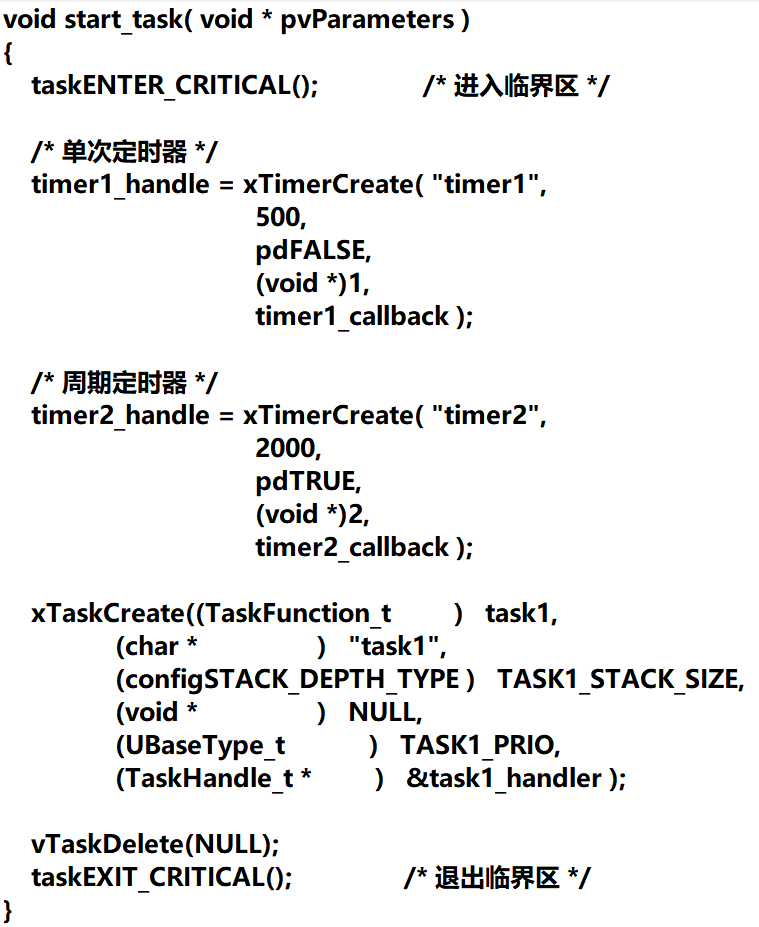 void start_task( void * pvParameters )
{
taskENTER_CRITICAL(); /* 进入临界区 */
/* 单次定时器 */
timer1_handle = xTimerCreate( "timer1",
500,
pdFALSE,
(void *)1,
timer1_callback );
/* 周期定时器 */
timer2_handle = xTimerCreate( "timer2",
2000,
pdTRUE,
(void *)2,
timer2_callback );
xTaskCreate((TaskFunction_t ) task1,
(char * ) "task1",
(configSTACK_DEPTH_TYPE ) TASK1_STACK_SIZE,
(void * ) NULL,
(UBaseType_t ) TASK1_PRIO,
(TaskHandle_t * ) &task1_handler );
vTaskDelete(NULL);
taskEXIT_CRITICAL(); /* 退出临界区 */
}